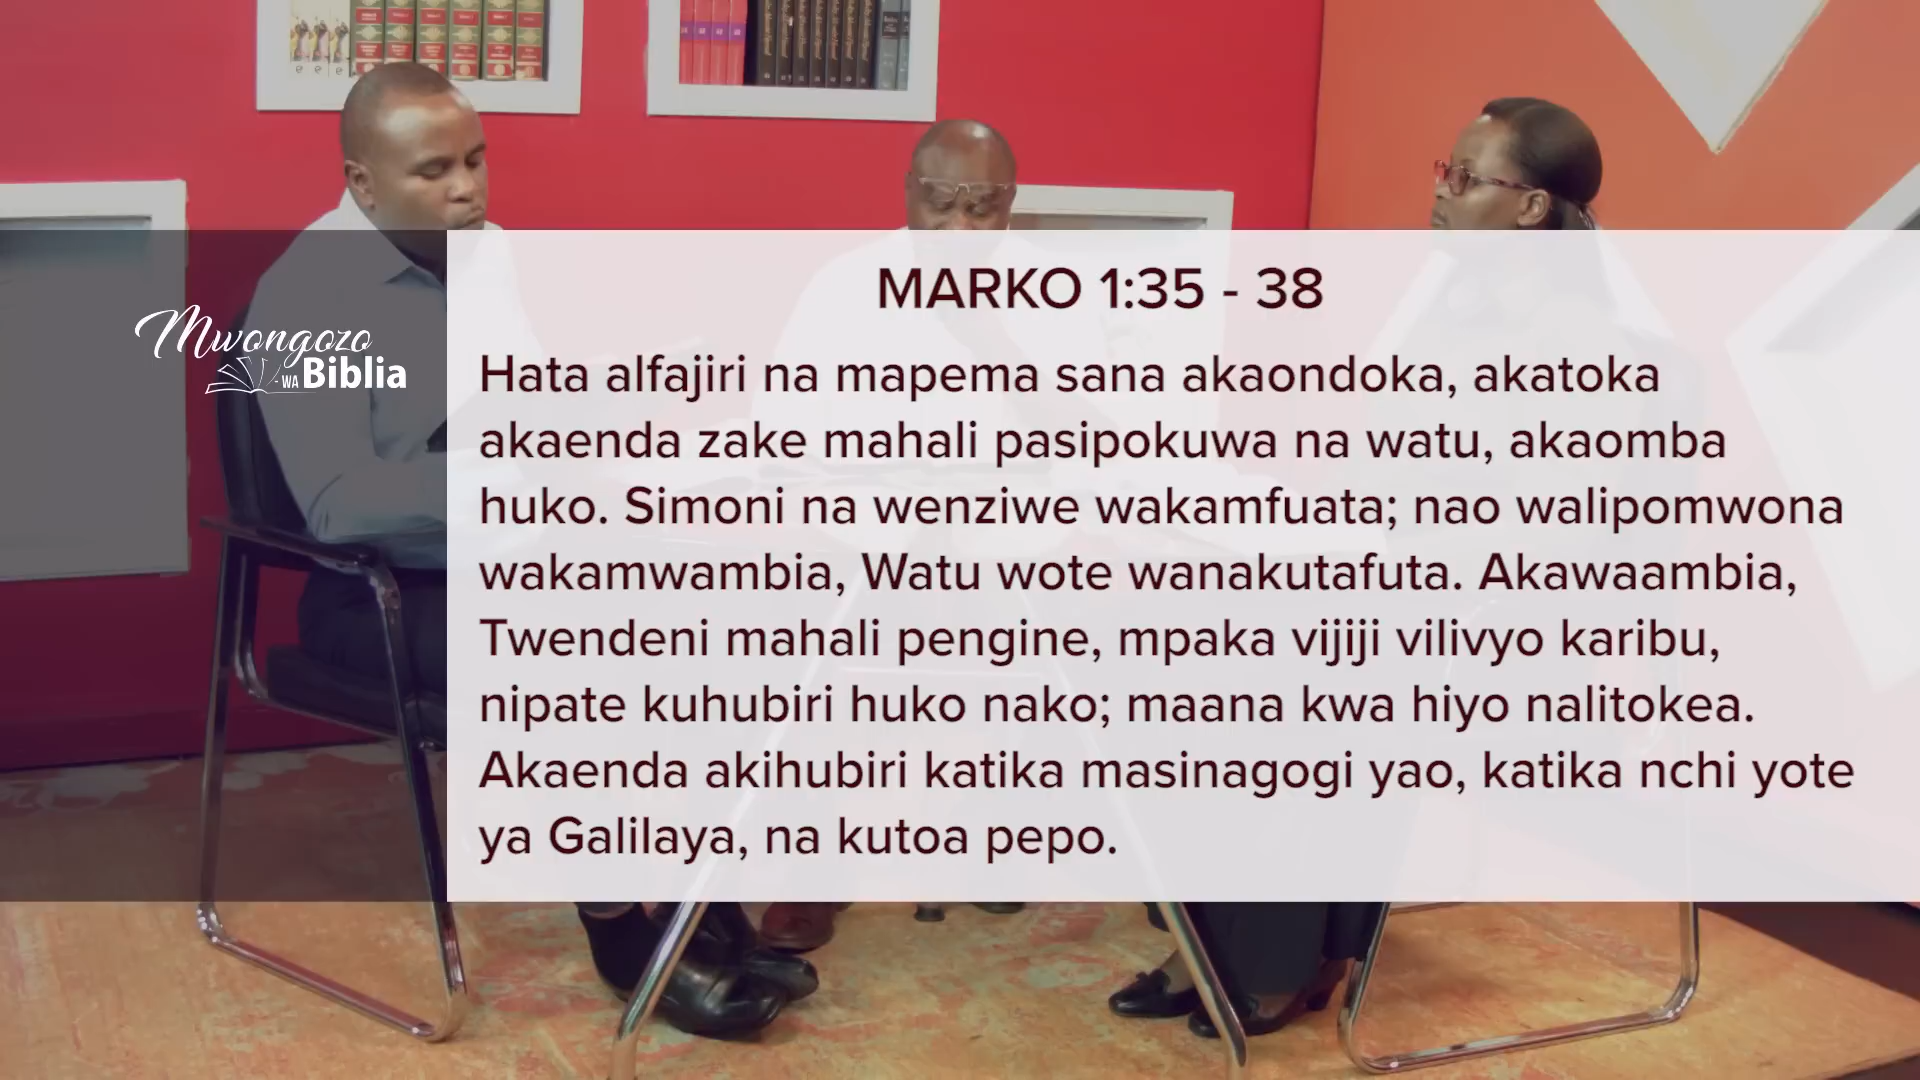 MARKO 1:35 - 38
Mwongozo
- WA Biblia
Hata alfajiri na mapema sana akaondoka, akatoka
akaenda zake mahali pasipokuwa na watu, akaomba
huko. Simoni na wenziwe wakamfuata; nao walipomwona
wakamwambia, Watu wote wanakutafuta. Akawaambia,
Twendeni mahali pengine, mpaka vijiji vilivyo karibu,
nipate kuhubiri huko nako; maana kwa hiyo nalitokea.
Akaenda akihubiri katika masinagogi yao, katika nchi yote
ya Galilaya, na kutoa pepo.